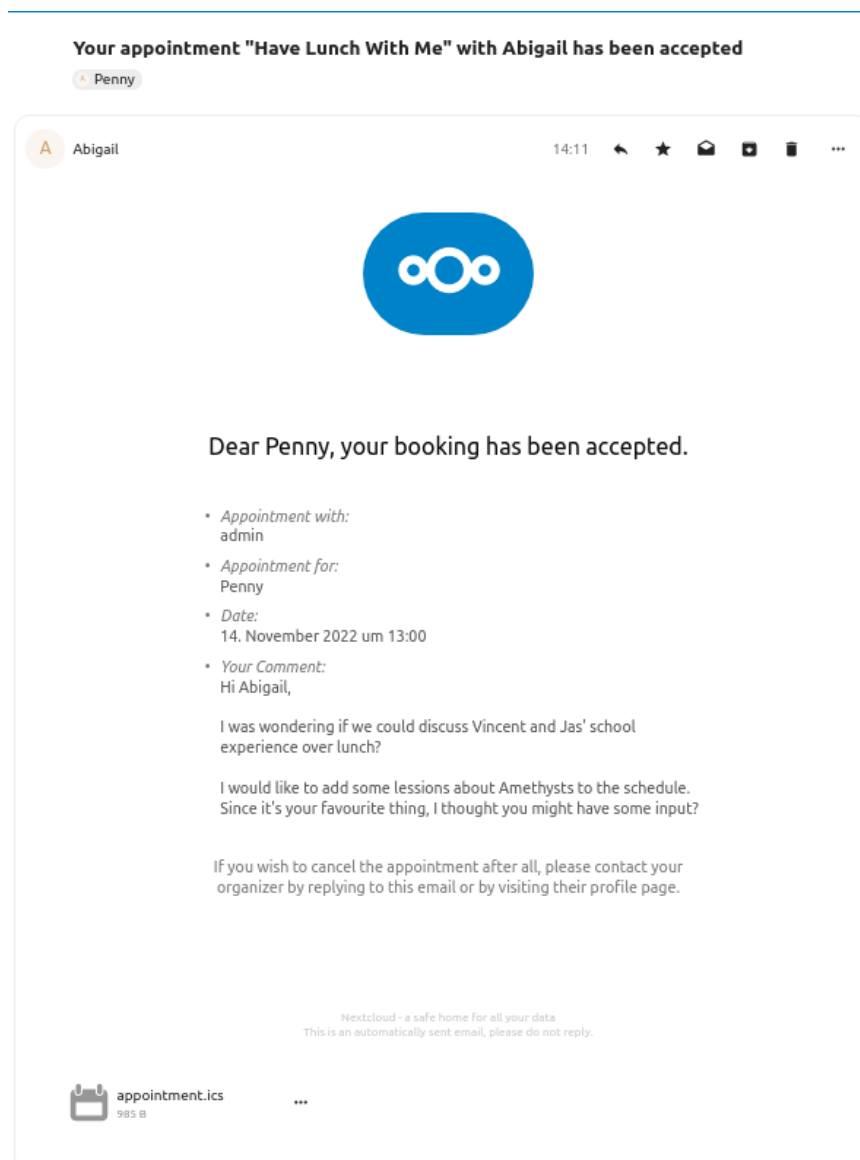 Your appointment "Have Lunch With Me" with Abigail has been accepted
A Penny
A Abigail 14:11
Dear Penny, your booking has been accepted.
• Appointment with:
admin
• Appointment for:
Penny
• Date:
14. November 2022 um 13:00
• Your Comment:
Hi Abigail,
I was wondering if we could discuss Vincent and Jas' school
experience over lunch?
I would like to add some lessions about Amethysts to the schedule.
Since it's your favourite thing, I thought you might have some input?
If you wish to cancel the appointment after all, please contact your
organizer by replying to this email or by visiting their profile page.
Nextcloud - a safe home for all your data
This is an automatically sent email, please do not reply.
appointment.ics
985 B